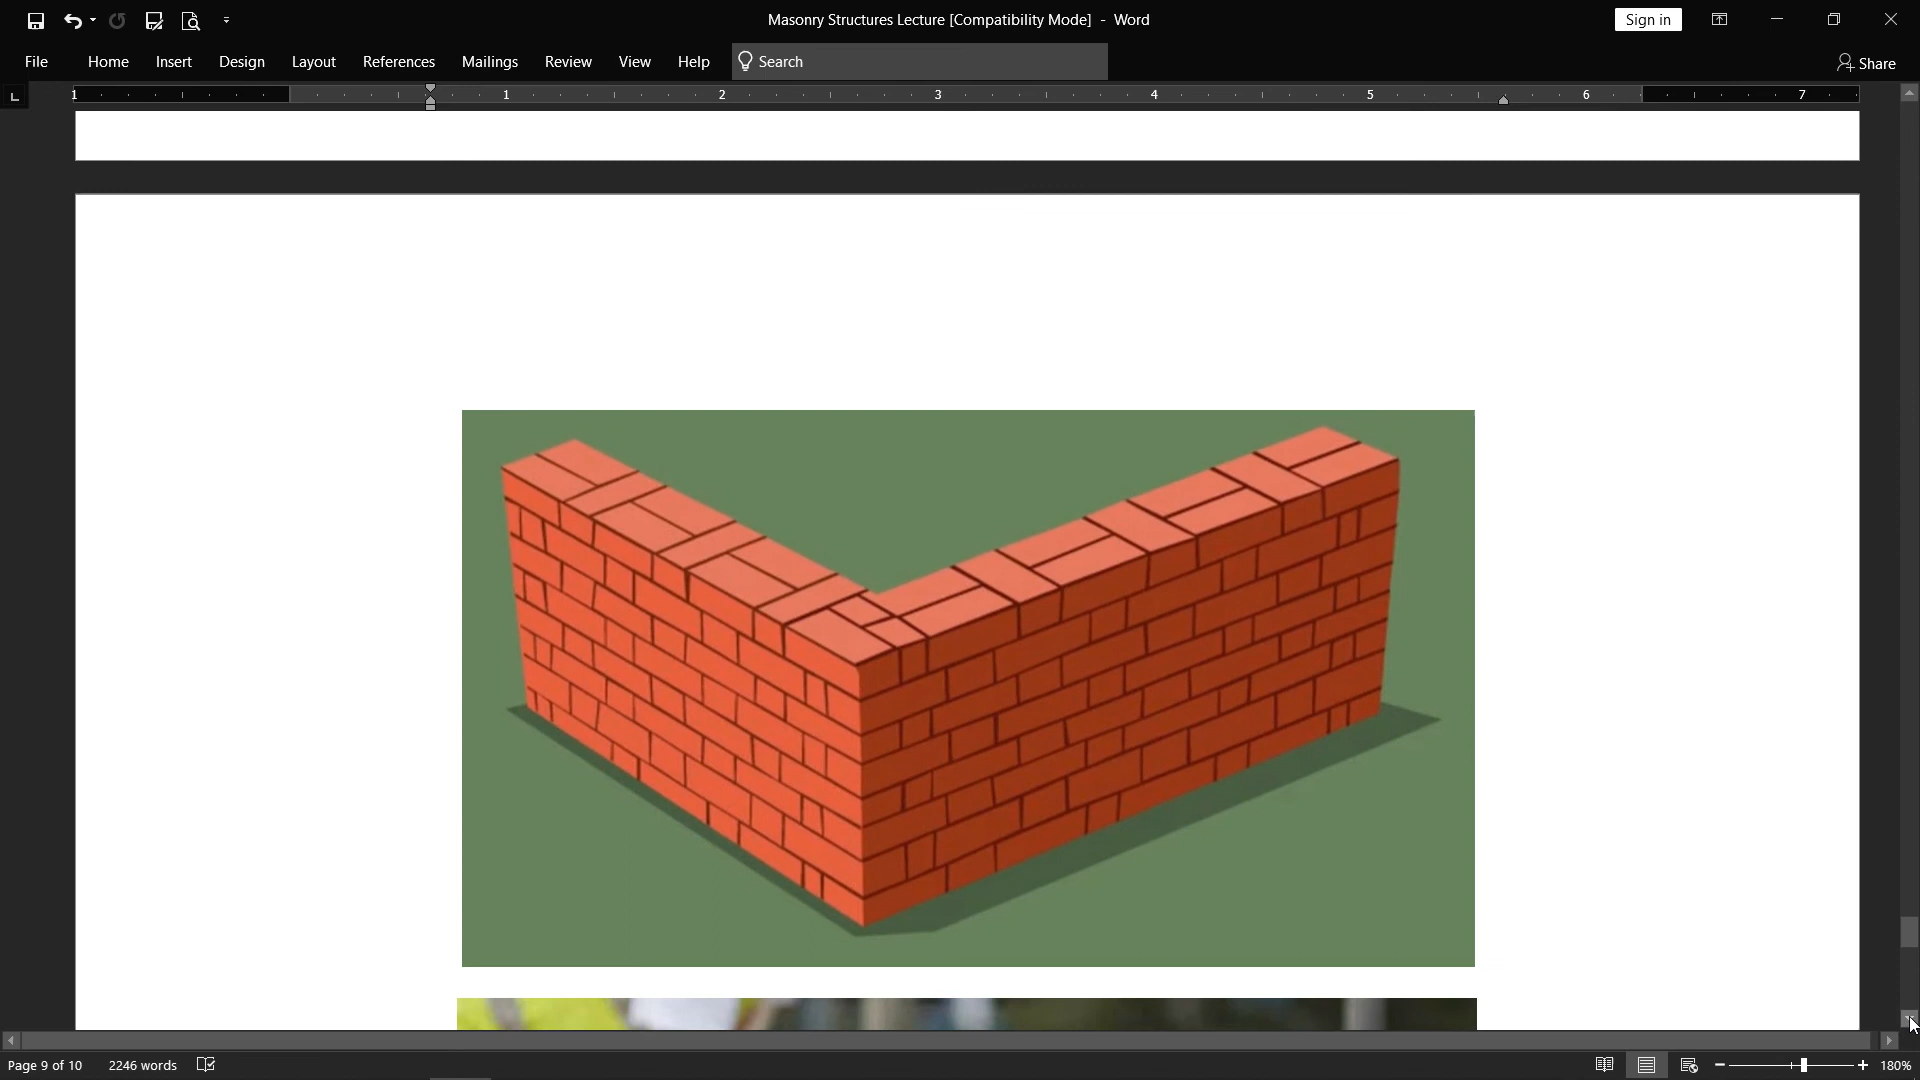 Masonry Structures Lecture [Compatibility Mode] - Word
Sign in
File Home Insert Design Layout References Mailings Review View Help Search
Share
1 1 2 3 4 5 6 7
Page 9 of 10 2246 words
180%